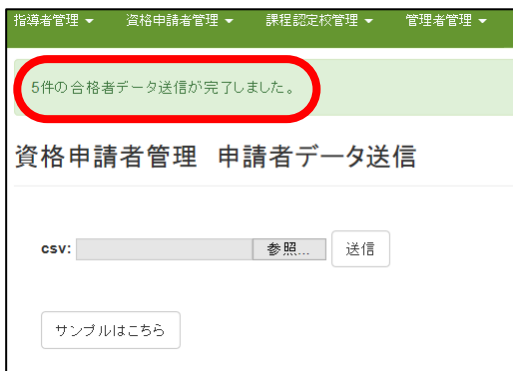 指導者管理 ▼ 資格申請者管理 ▼ 課程認定校管理 ▼ 管理者管理 ▼
5件の合格者データ送信が完了しました。
資格申請者管理 申請者データ送信
csv: 参照... 送信
サンプルはこちら